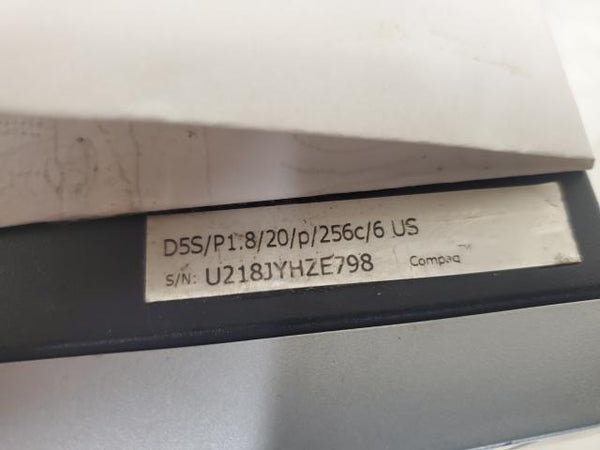 D5S/P1.8/20/p/256c/6 US
S/N: U218JYHZE798 Compaq